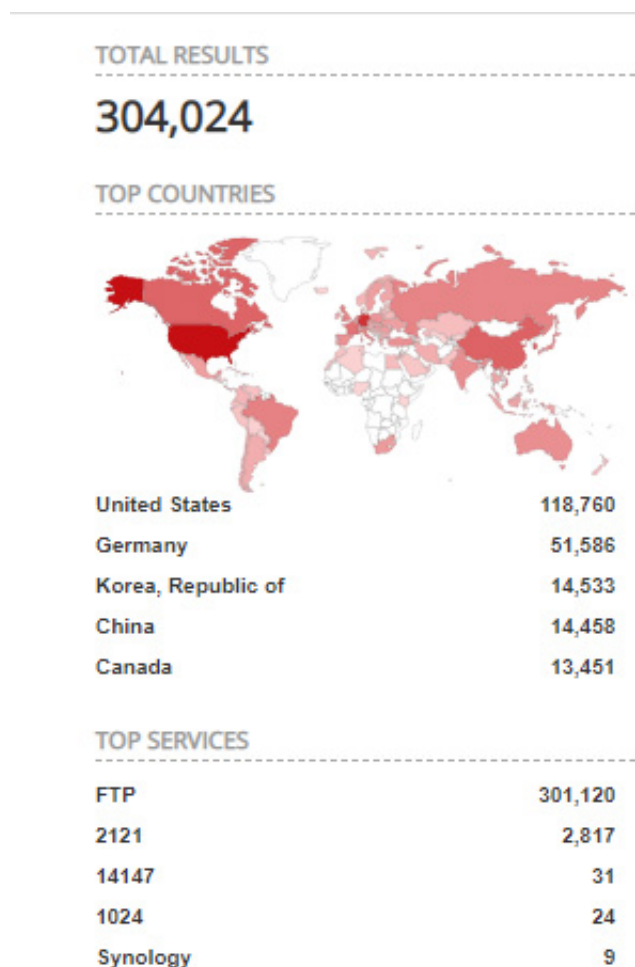 TOTAL RESULTS
304,024
TOP COUNTRIES
United States 118,760
Germany 51,586
Korea, Republic of 14,533
China 14,458
Canada 13,451
TOP SERVICES
FTP 301,120
2121 2,817
14147 31
1024 24
Synology 9